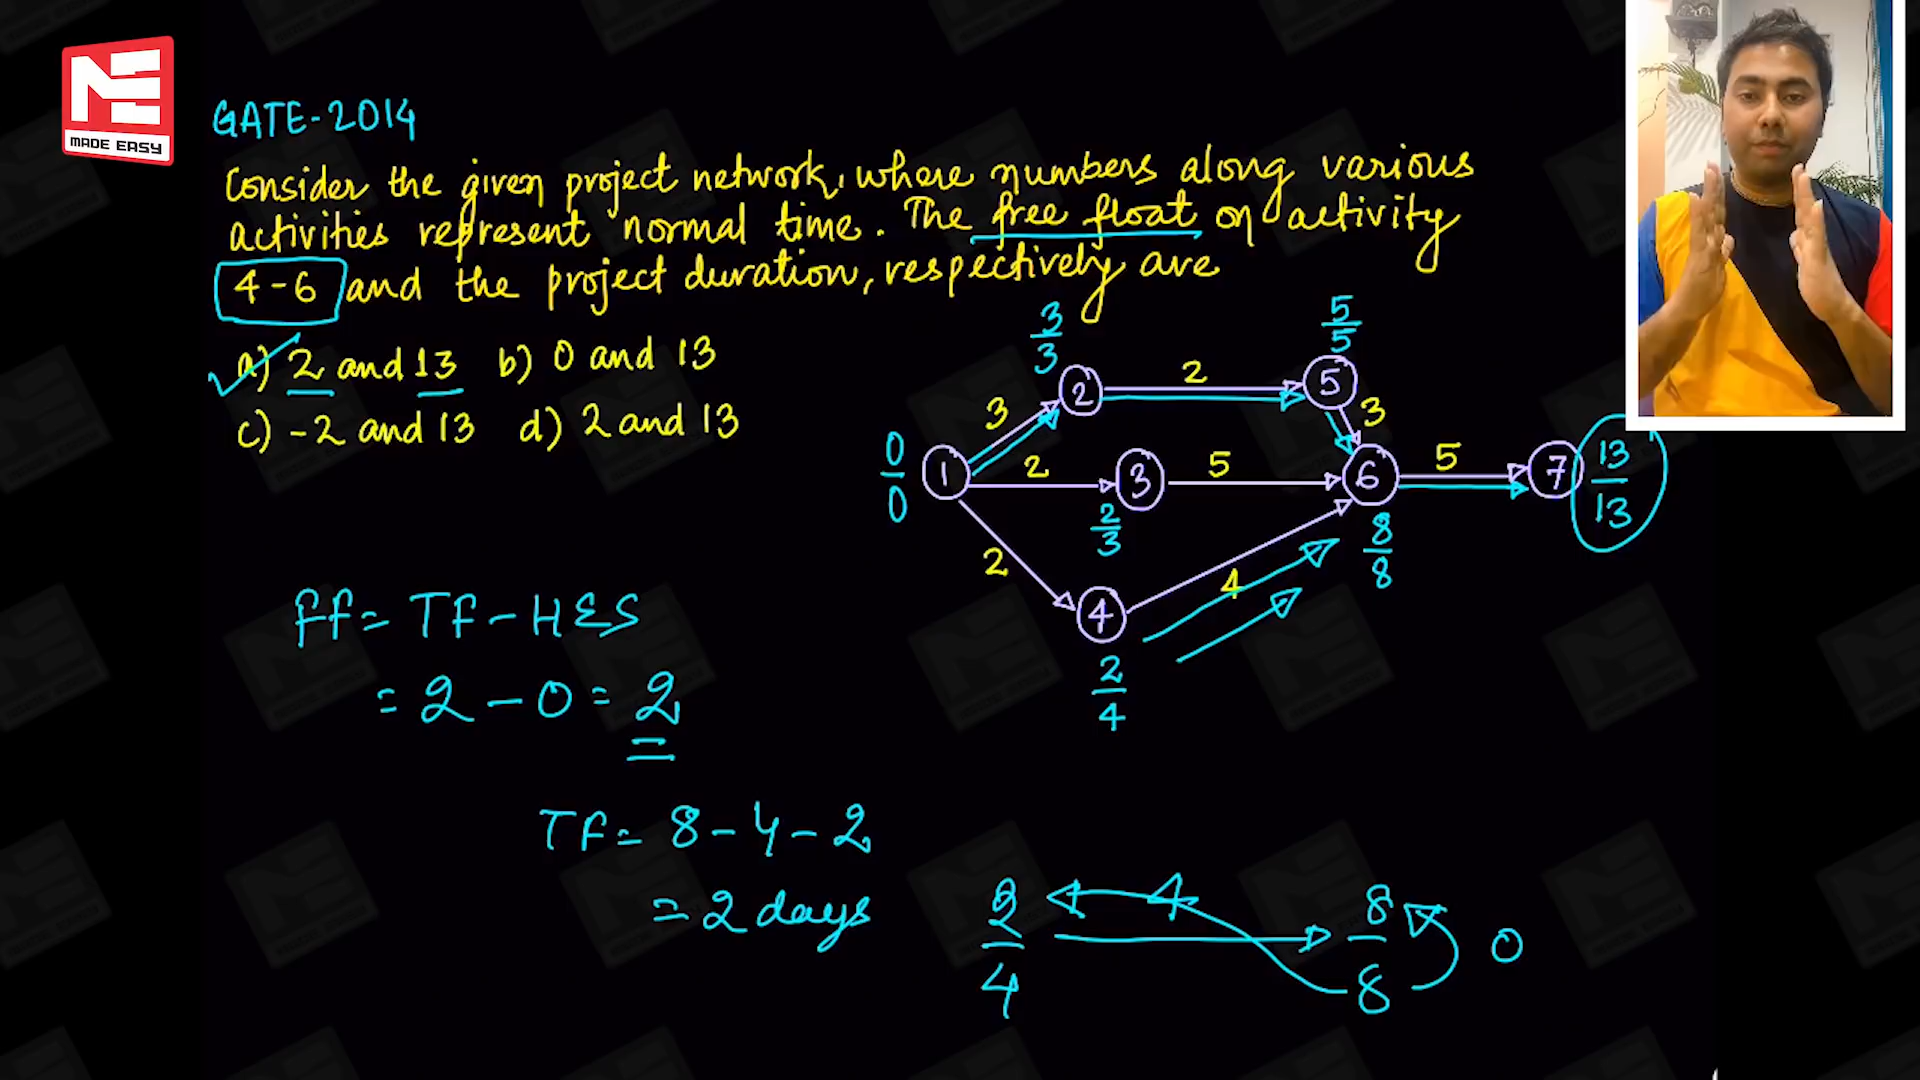 ME
MADE EASY
GATE-2014
Consider the given project network, where numbers along various
activities represent normal time. The free float on activity
4-6 and the project duration, respectively are
a) 2 and 13 b) 0 and 13
c) -2 and 13 d) 2 and 13
3
3
5
5
2
2
5
3
3
0
0
1
2
3
5
6
5
7
13
13
2
3
8
8
2
4
4
2
4
ff = Tf - HES
= 2 - 0 = 2
Tf = 8 - 4 - 2
= 2 days
2
4
4
8
8
0